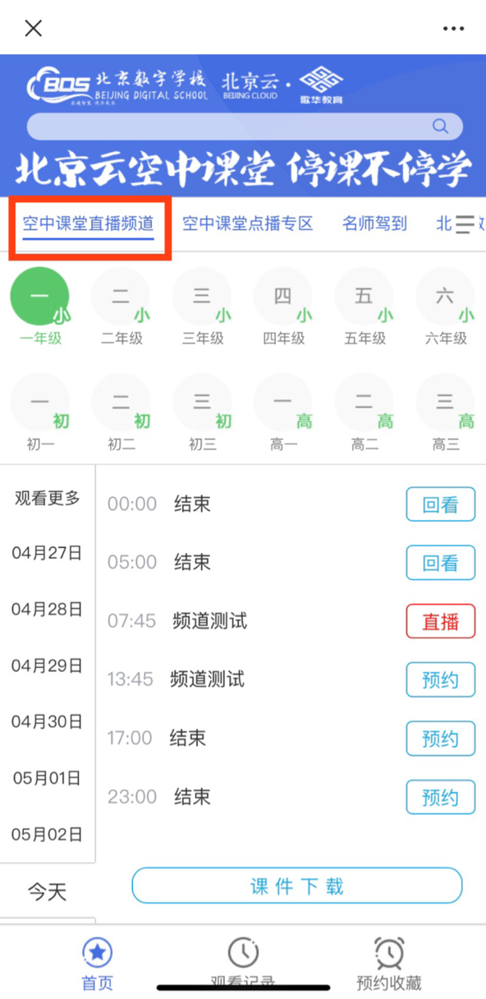 BDS 北京数字学校 北京云· 
BEIJING DIGITAL SCHOOL BEIJING CLOUD 歌华教育
北京云空中课堂 停课不停学
空中课堂直播频道 空中课堂点播专区 名师驾到 北
一小 二小 三小 四小 五小 六小
一年级 二年级 三年级 四年级 五年级 六年级
一初 二初 三初 一高 二高 三高
初一 初二 初三 高一 高二 高三
观看更多
04月27日
04月28日
04月29日
04月30日
05月01日
05月02日
今天
00:00 结束 回看
05:00 结束 回看
07:45 频道测试 直播
13:45 频道测试 预约
17:00 结束 预约
23:00 结束 预约
课件下载
首页 观看记录 预约收藏